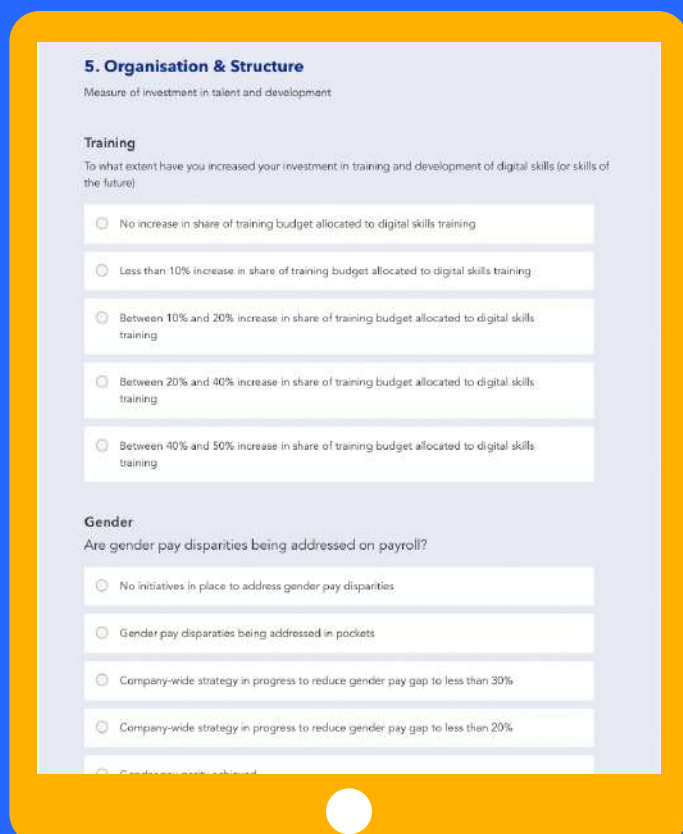 5. Organisation & Structure
Measure of investment in talent and development
Training
To what extent have you increased your investment in training and development of digital skills (or skills of
the future)
No increase in share of training budget allocated to digital skills training
Less than 10% increase in share of training budget allocated to digital skills training
Between 10% and 20% increase in share of training budget allocated to digital skills
training
Between 20% and 40% increase in share of training budget allocated to digital skills
training
Between 40% and 50% increase in share of training budget allocated to digital skills
training
Gender
Are gender pay disparities being addressed on payroll?
No initiatives in place to address gender pay disparities
Gender pay disparaties being addressed in pockets
Company-wide strategy in progress to reduce gender pay gap to less than 30%
Company-wide strategy in progress to reduce gender pay gap to less than 20%
Gender pay parity achieved